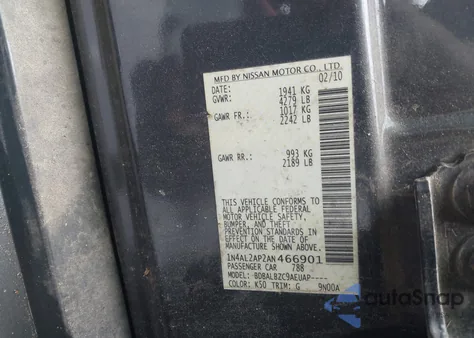 MFD BY NISSAN MOTOR CO., LTD.
DATE: 02/10
GVWR: 1941 KG
4279 LB
GAWR FR.: 1017 KG
2242 LB
GAWR RR.: 993 KG
2189 LB
THIS VEHICLE CONFORMS TO
ALL APPLICABLE FEDERAL
MOTOR VEHICLE SAFETY,
BUMPER, AND THEFT
PREVENTION STANDARDS
IN EFFECT ON THE DATE OF
MANUFACTURE SHOWN ABOVE.
1N4AL2AP2AN466901
PASSENGER CAR 788
MODEL: BDBALBZC9AEUAP----
COLOR: K50 TRIM: G 9N00A
autoSnap